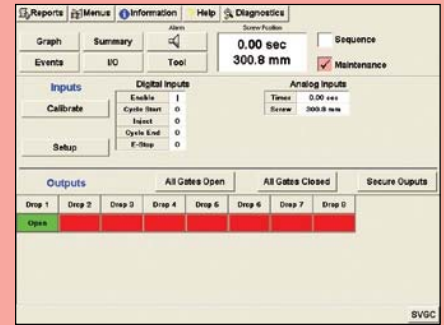 Reports Menus Information Help Diagnostics
Alarm Screw Position
Graph Summary 0.00 sec Sequence
Events I/O Tool 300.8 mm Maintenance
Inputs Digital Inputs Analog Inputs
Enable 1 Timer 0.00 sec
Calibrate Cycle Start 0 Screw 300.8 mm
Inject 0
Cycle End 0
Setup E-Stop 0
Outputs All Gates Open All Gates Closed Secure Ouputs
Drop 1 Drop 2 Drop 3 Drop 4 Drop 5 Drop 6 Drop 7 Drop 8
Open
SVGC